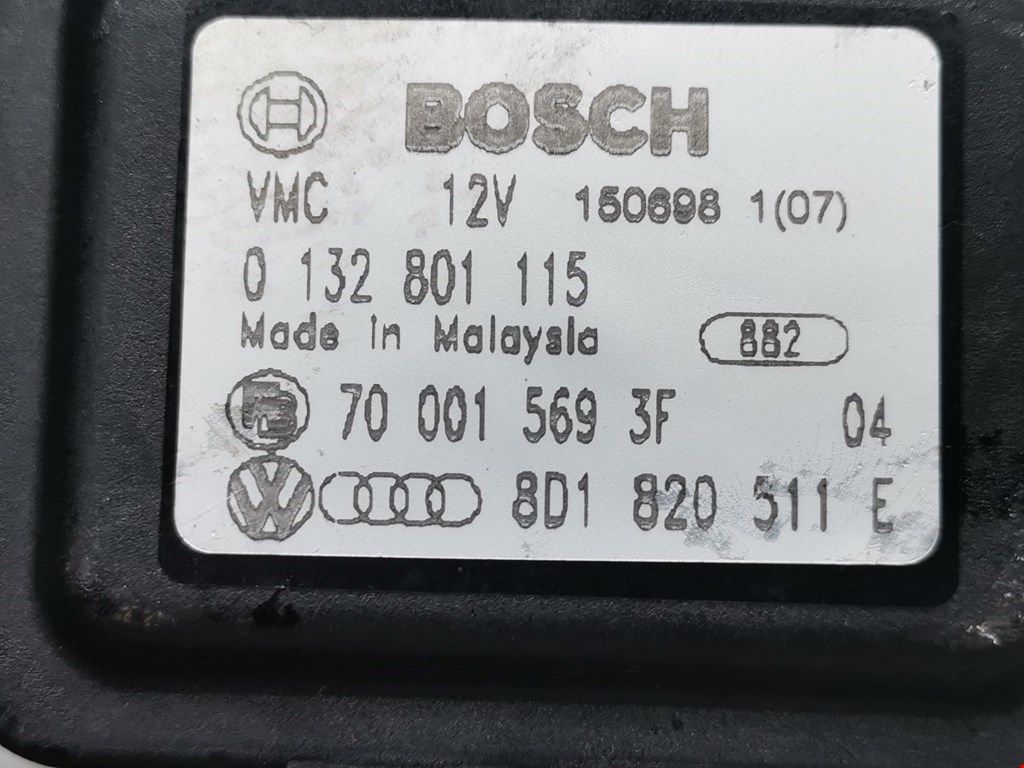 BOSCH
VMC 12V 150698 1(07)
0 132 801 115
Made in Malaysia 882
70 001 569 3F 04
8D1 820 511 E